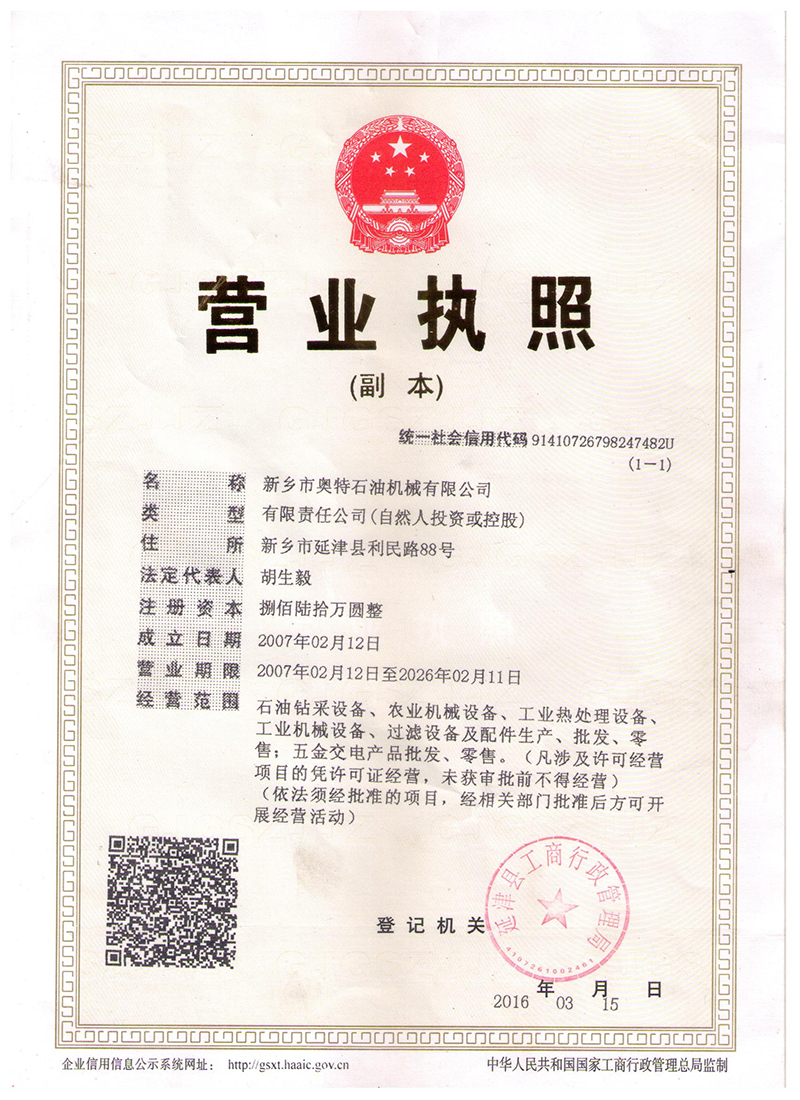 营业执照
(副 本)
统一社会信用代码 91410726798247482U
(1-1)
名称 新乡市奥特石油机械有限公司
类型 有限责任公司(自然人投资或控股)
住所 新乡市延津县利民路88号
法定代表人 胡生毅
注册资本 捌佰陆拾万圆整
成立日期 2007年02月12日
营业期限 2007年02月12日至2026年02月11日
经营范围 石油钻采设备、农业机械设备、工业热处理设备、
工业机械设备、过滤设备及配件生产、批发、零
售；五金交电产品批发、零售。（凡涉及许可经营
项目的凭许可证经营，未获审批前不得经营）
（依法须经批准的项目，经相关部门批准后方可开
展经营活动）
登记机关
延津县工商行政管理局
4107261002461
年 月 日
2016 03 15
企业信用信息公示系统网址： http://gsxt.haaic.gov.cn
中华人民共和国国家工商行政管理总局监制